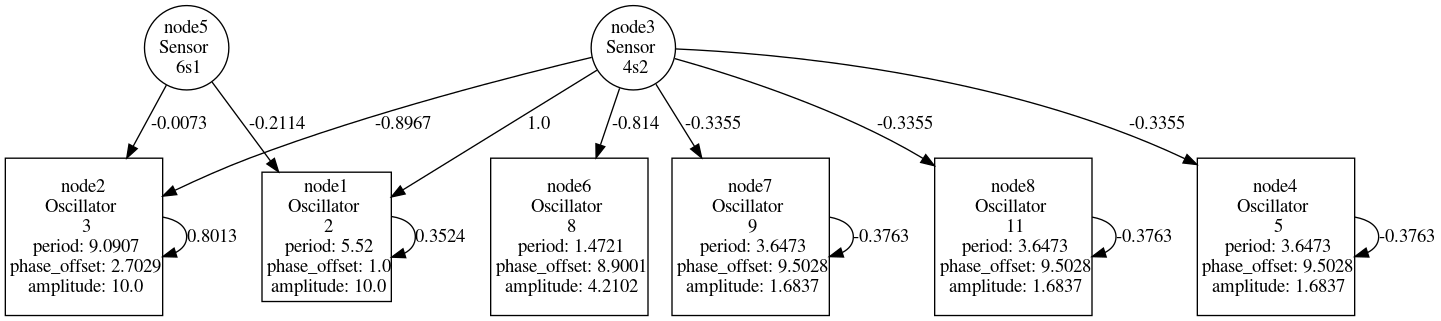 node5
Sensor
6s1
node3
Sensor
4s2
-0.0073
-0.2114
-0.8967
1.0
-0.814
-0.3355
-0.3355
-0.3355
node2
Oscillator
3
period: 9.0907
phase_offset: 2.7029
amplitude: 10.0
0.8013
node1
Oscillator
2
period: 5.52
phase_offset: 1.0
amplitude: 10.0
0.3524
node6
Oscillator
8
period: 1.4721
phase_offset: 8.9001
amplitude: 4.2102
node7
Oscillator
9
period: 3.6473
phase_offset: 9.5028
amplitude: 1.6837
-0.3763
node8
Oscillator
11
period: 3.6473
phase_offset: 9.5028
amplitude: 1.6837
-0.3763
node4
Oscillator
5
period: 3.6473
phase_offset: 9.5028
amplitude: 1.6837
-0.3763